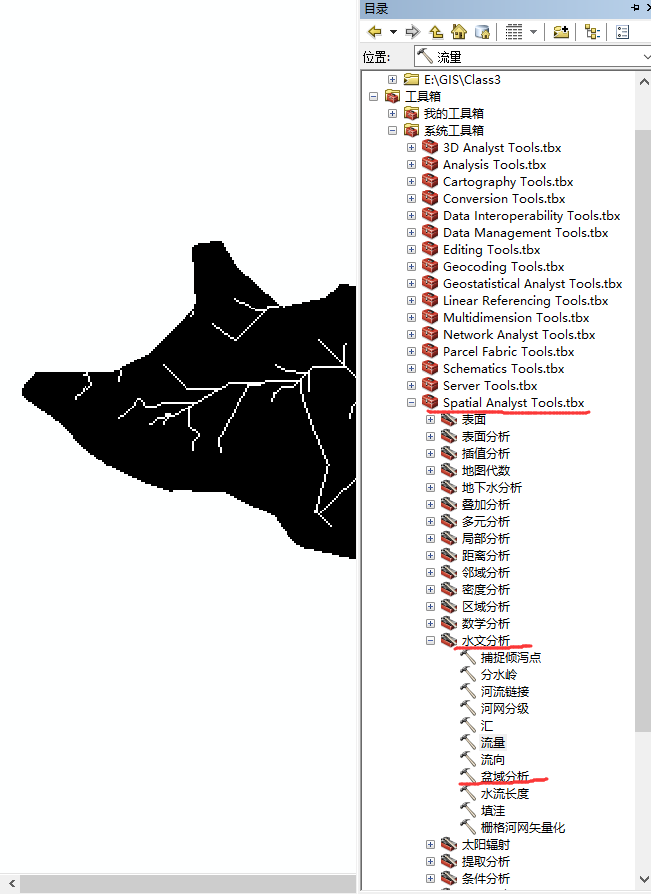 目录
位置:
流量
E:\GIS\Class3
工具箱
我的工具箱
系统工具箱
3D Analyst Tools.tbx
Analysis Tools.tbx
Cartography Tools.tbx
Conversion Tools.tbx
Data Interoperability Tools.tbx
Data Management Tools.tbx
Editing Tools.tbx
Geocoding Tools.tbx
Geostatistical Analyst Tools.tbx
Linear Referencing Tools.tbx
Multidimension Tools.tbx
Network Analyst Tools.tbx
Parcel Fabric Tools.tbx
Schematics Tools.tbx
Server Tools.tbx
Spatial Analyst Tools.tbx
表面
表面分析
插值分析
地图代数
地下水分析
叠加分析
多元分析
局部分析
距离分析
邻域分析
密度分析
区域分析
数学分析
水文分析
捕捉倾泻点
分水岭
河流链接
河网分级
汇
流量
流向
盆域分析
水流长度
填洼
栅格河网矢量化
太阳辐射
提取分析
条件分析